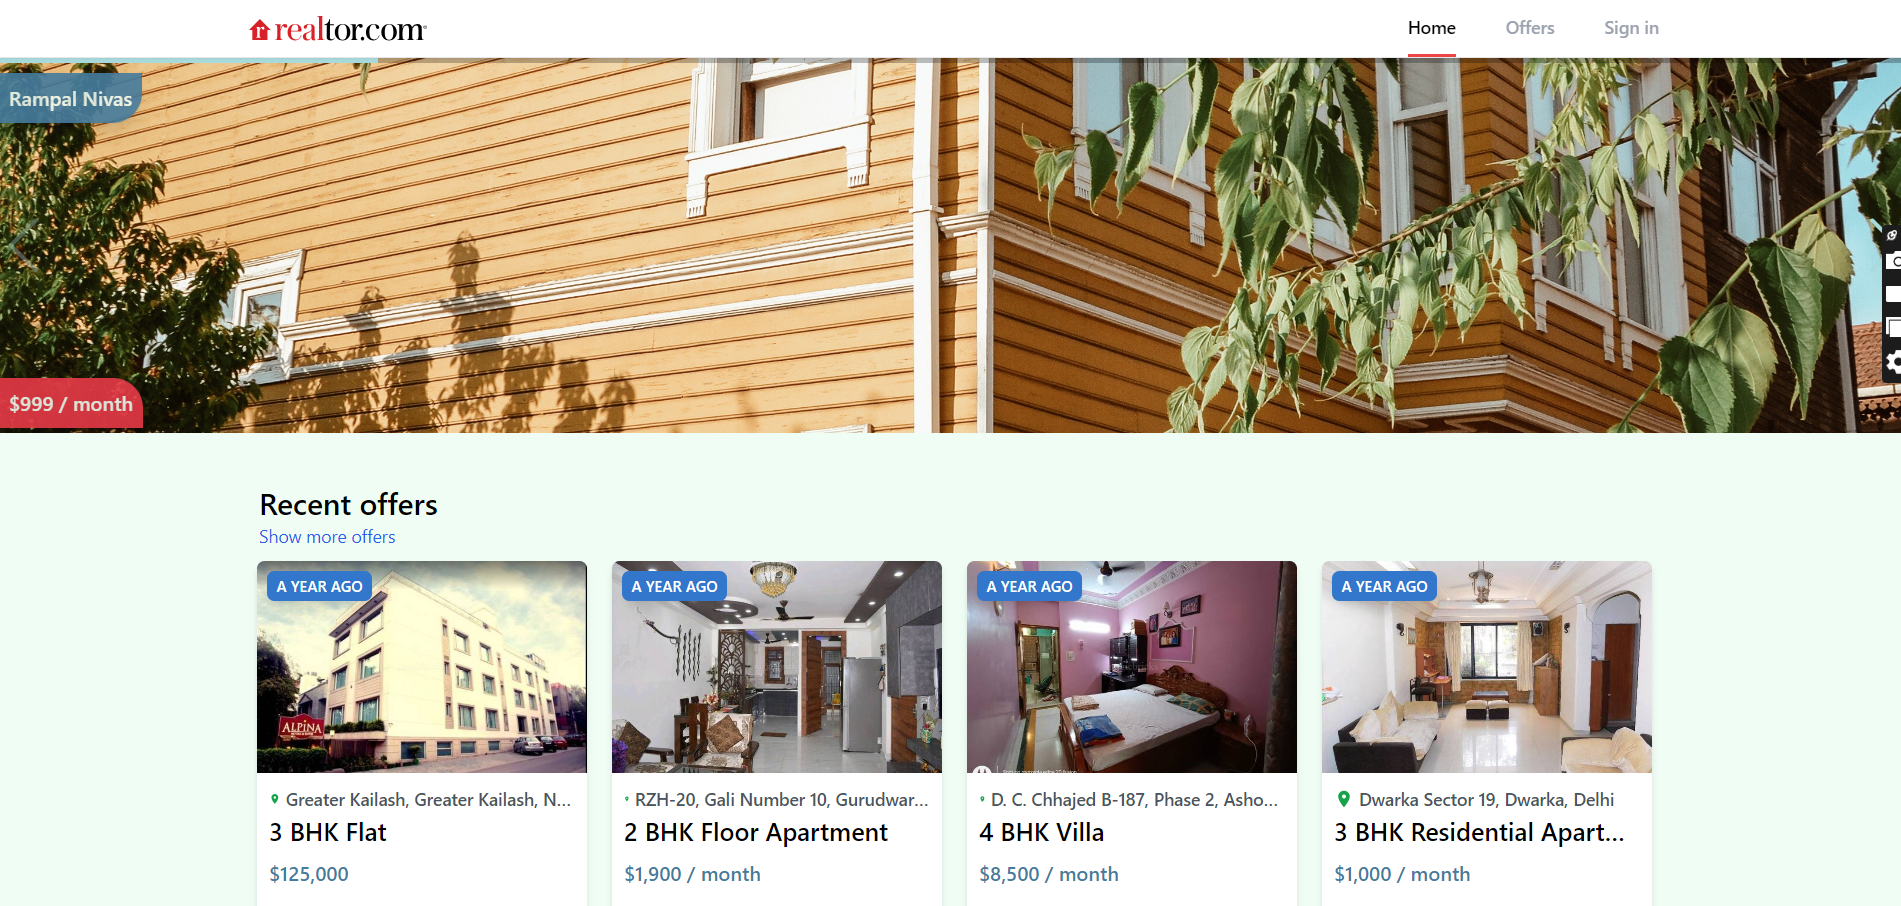 realtor.com
Home
Offers
Sign in
Rampal Nivas
$999 / month
Recent offers
Show more offers
A YEAR AGO
A YEAR AGO
A YEAR AGO
A YEAR AGO
ALPINA
Greater Kailash, Greater Kailash, N...
RZH-20, Gali Number 10, Gurudwar...
D. C. Chhajed B-187, Phase 2, Asho...
Dwarka Sector 19, Dwarka, Delhi
3 BHK Flat
2 BHK Floor Apartment
4 BHK Villa
3 BHK Residential Apart...
$125,000
$1,900 / month
$8,500 / month
$1,000 / month